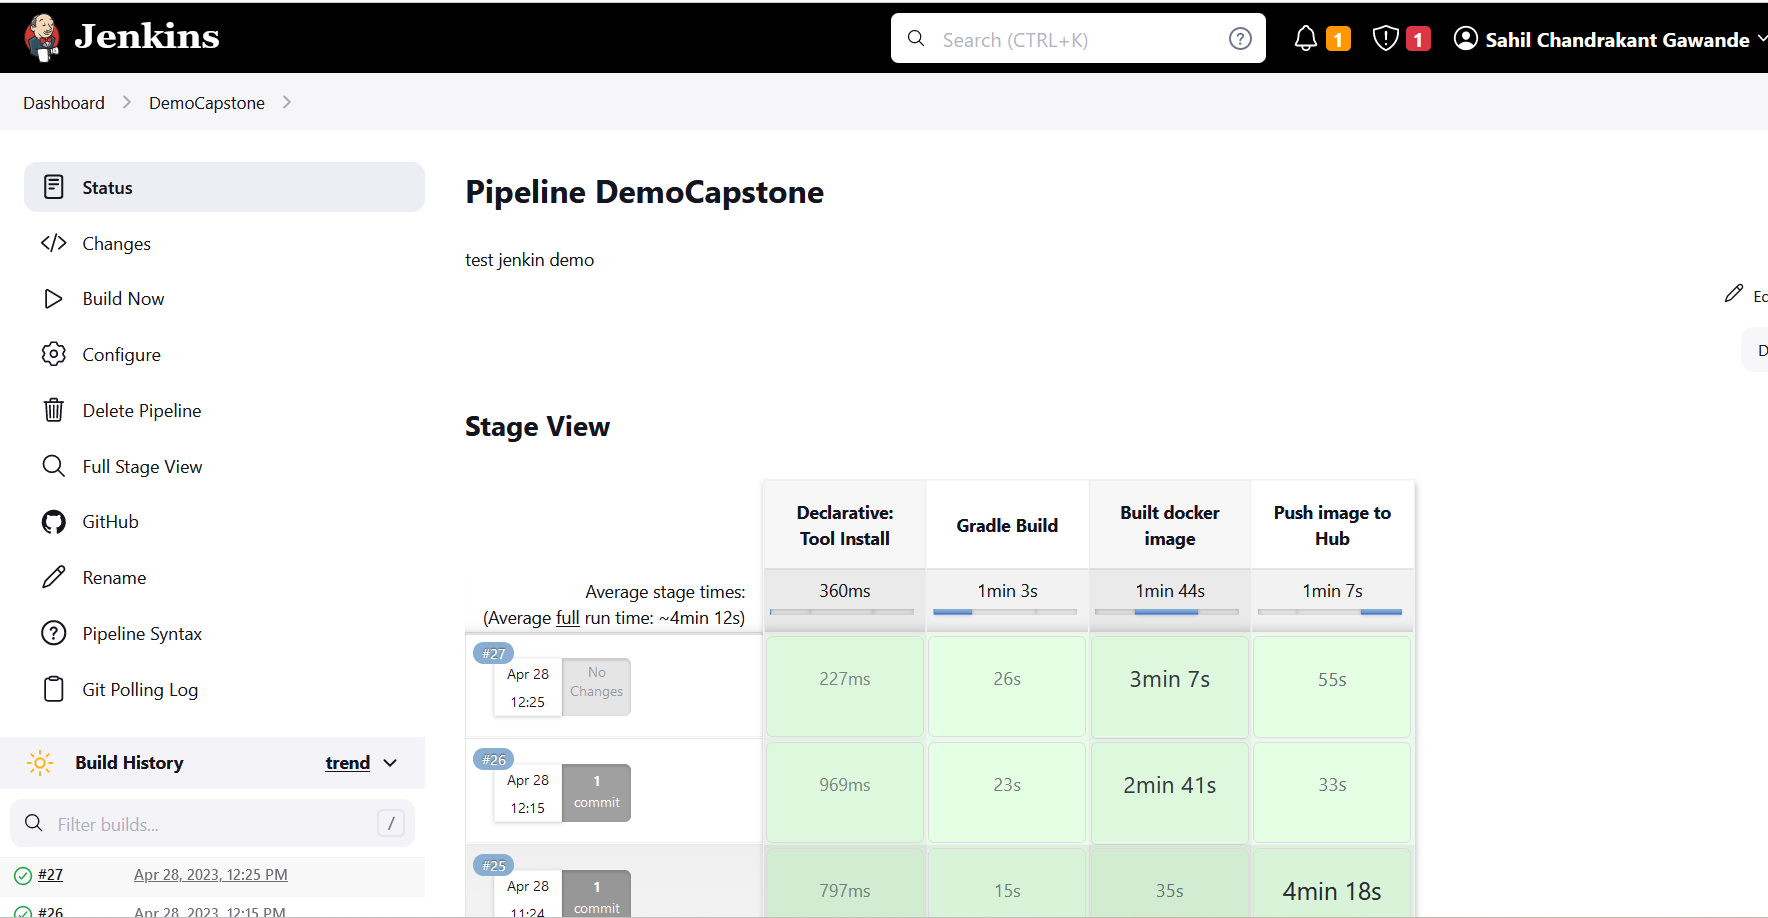 Jenkins
Search (CTRL+K)
?
1
1
Sahil Chandrakant Gawande
Dashboard
DemoCapstone
Status
Changes
Build Now
Configure
Delete Pipeline
Full Stage View
GitHub
Rename
Pipeline Syntax
Git Polling Log
Build History
trend
Filter builds...
/
#27
Apr 28, 2023, 12:25 PM
#26
Apr 28, 2023, 12:15 PM
Pipeline DemoCapstone
test jenkin demo
Stage View
Declarative:
Tool Install
Gradle Build
Built docker
image
Push image to
Hub
Average stage times:
(Average full run time: ~4min 12s)
360ms
1min 3s
1min 44s
1min 7s
#27
Apr 28
12:25
No
Changes
227ms
26s
3min 7s
55s
#26
Apr 28
12:15
1
commit
969ms
23s
2min 41s
33s
#25
Apr 28
11:24
1
commit
797ms
15s
35s
4min 18s